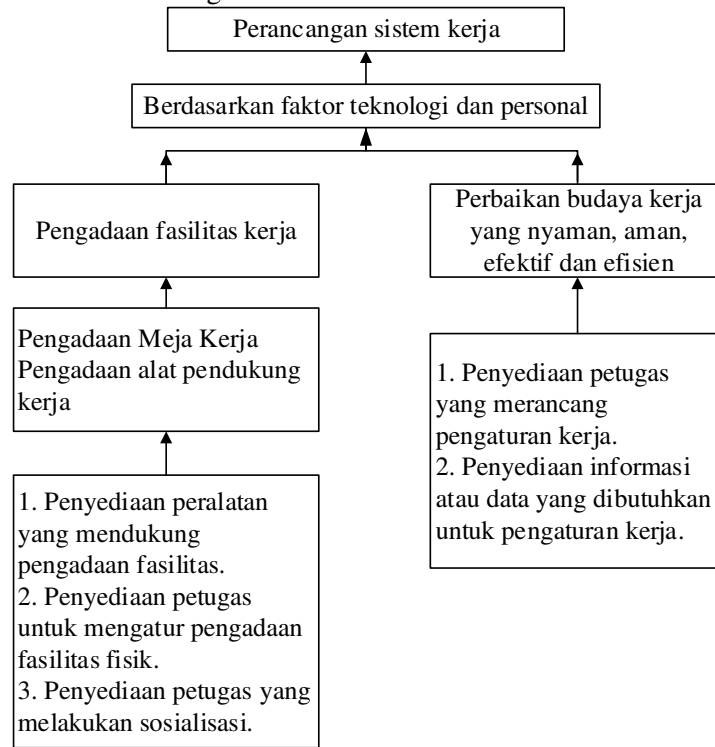 Perancangan sistem kerja
Berdasarkan faktor teknologi dan personal
Pengadaan fasilitas kerja
Perbaikan budaya kerja
yang nyaman, aman,
efektif dan efisien
Pengadaan Meja Kerja
Pengadaan alat pendukung
kerja
1. Penyediaan petugas
yang merancang
pengaturan kerja.
2. Penyediaan informasi
atau data yang dibutuhkan
untuk pengaturan kerja.
1. Penyediaan peralatan
yang mendukung
pengadaan fasilitas.
2. Penyediaan petugas
untuk mengatur pengadaan
fasilitas fisik.
3. Penyediaan petugas yang
melakukan sosialisasi.